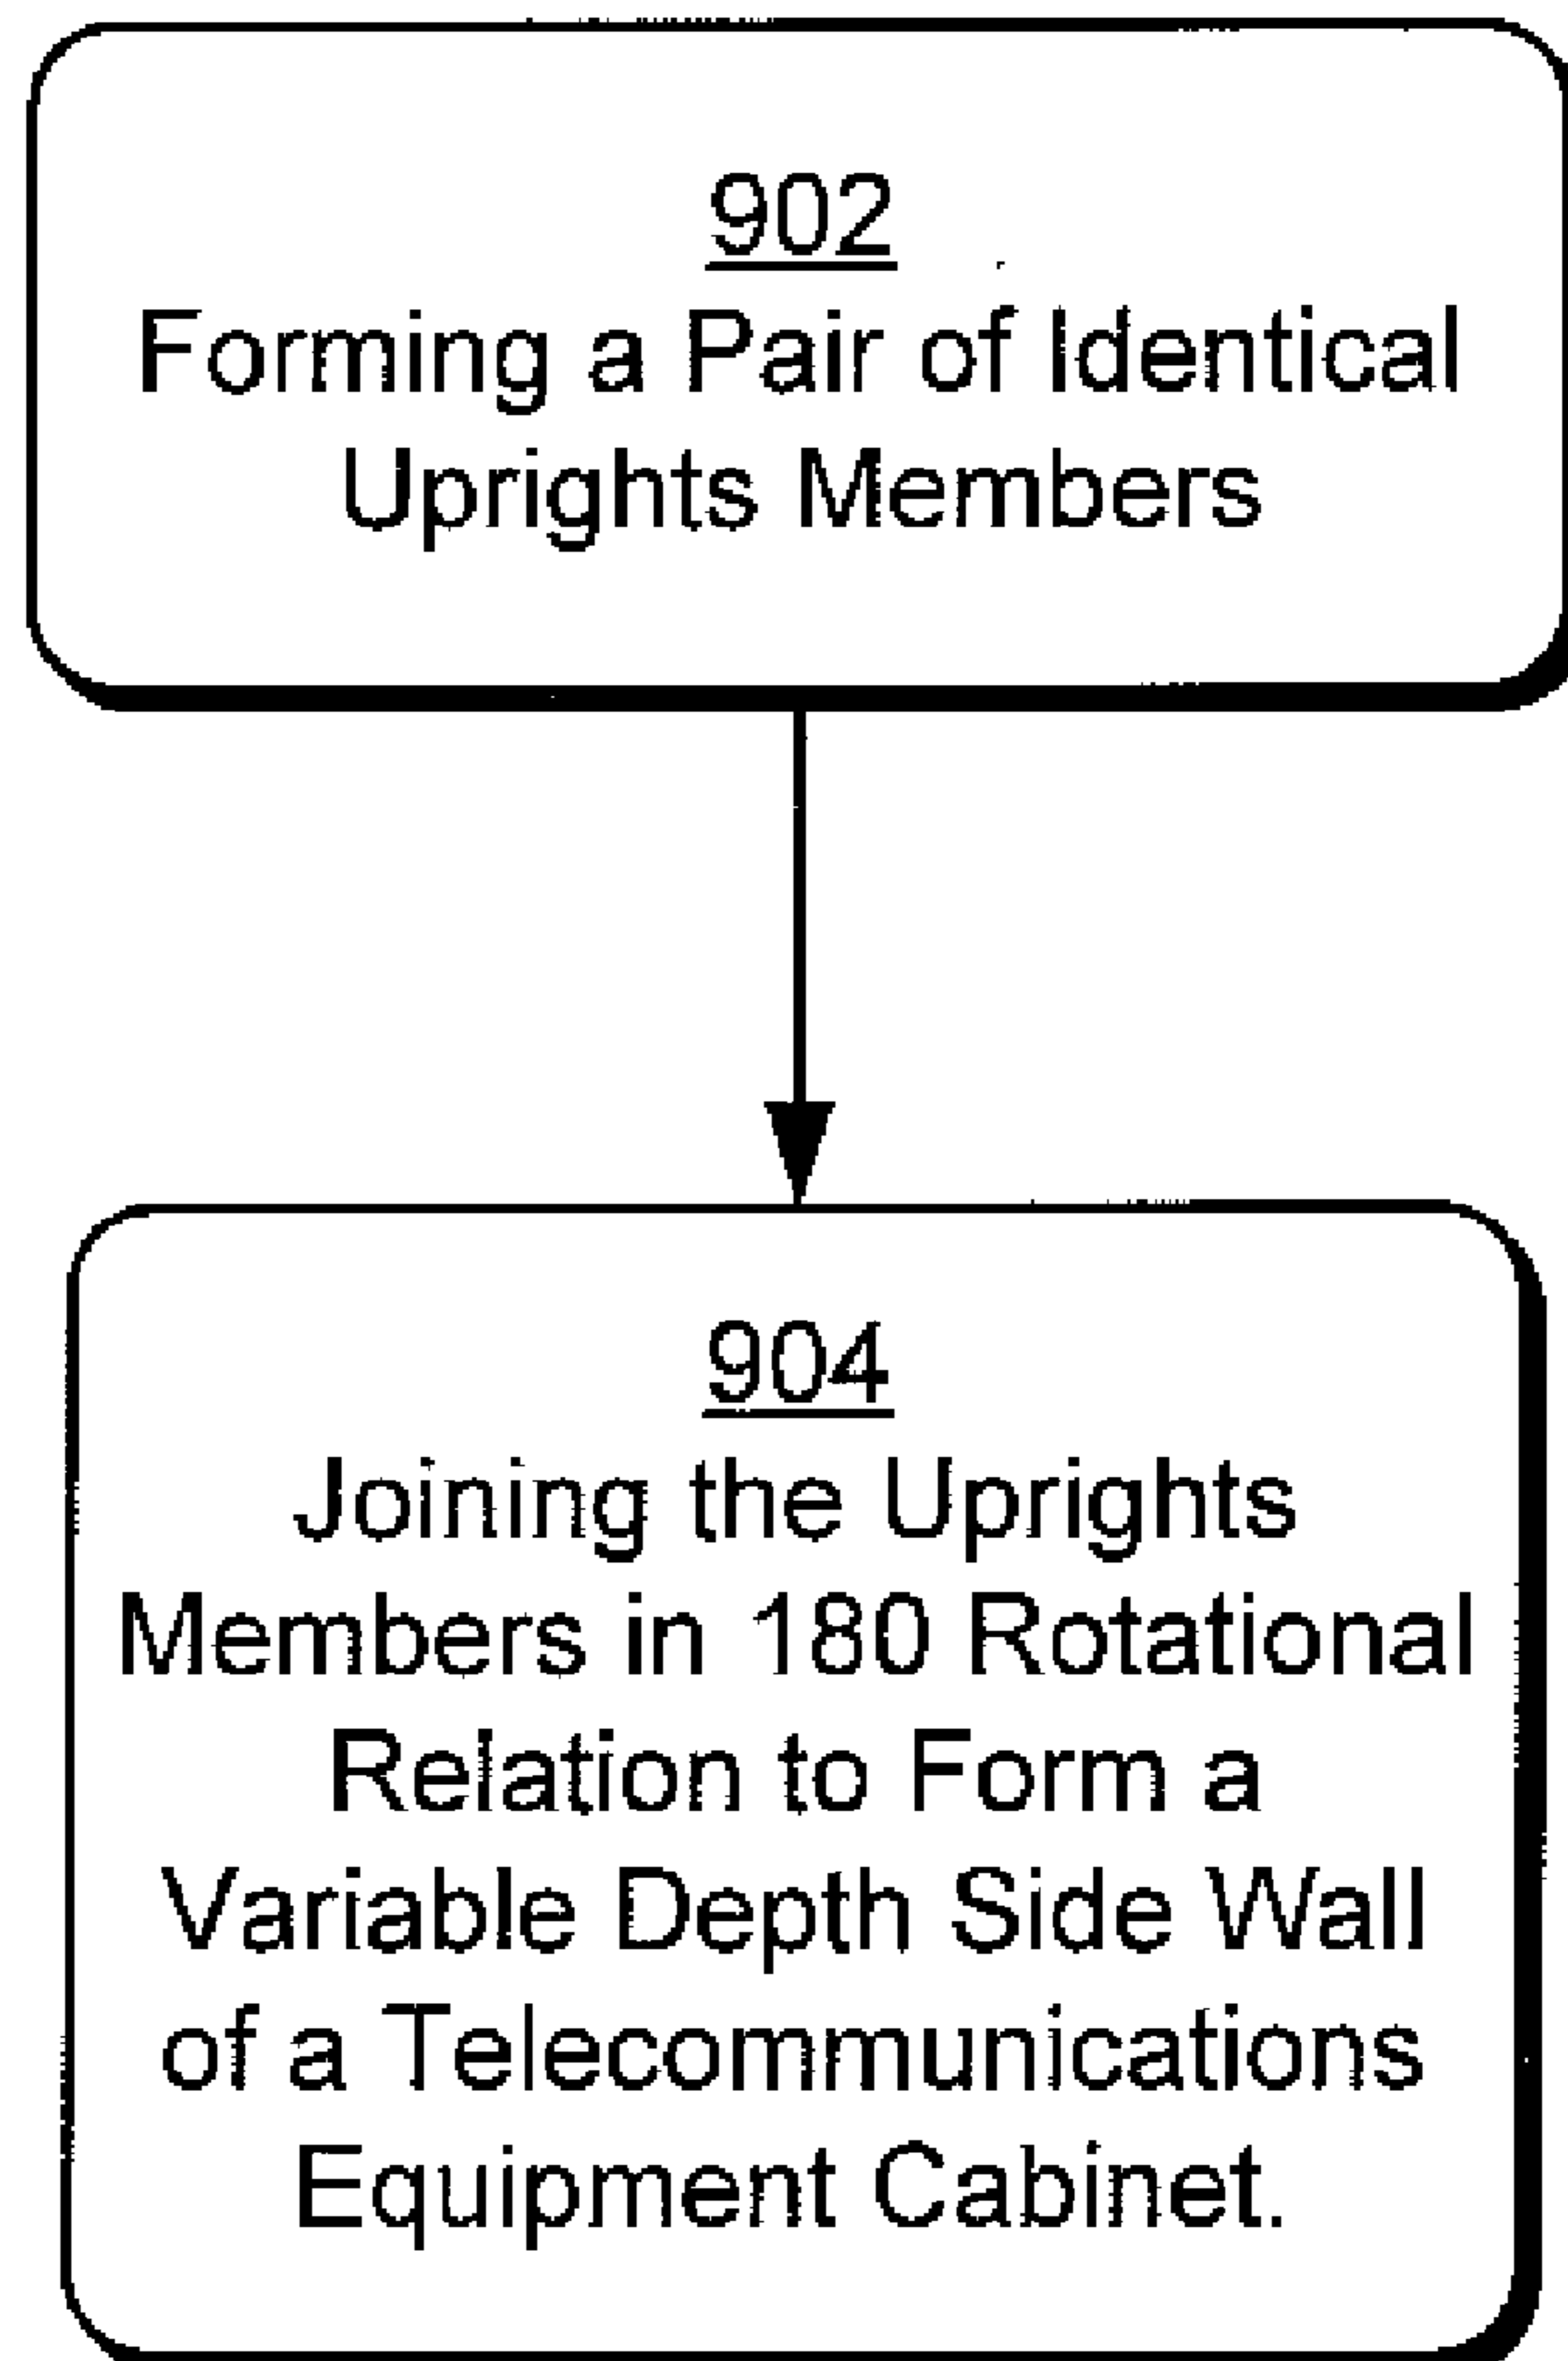 902
Forming a Pair of Identical
Uprights Members
904
Joining the Uprights
Members in 180 Rotational
Relation to Form a
Variable Depth Side Wall
of a Telecommunications
Equipment Cabinet.